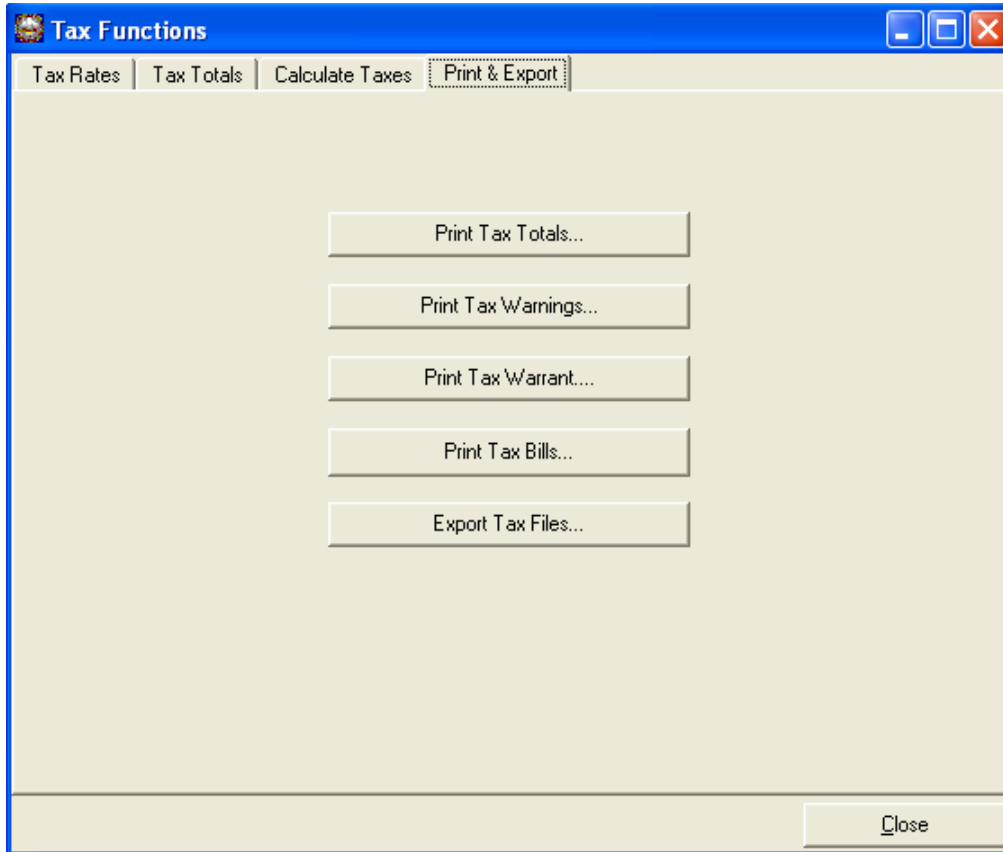 Tax Functions
Tax Rates Tax Totals Calculate Taxes Print & Export
Print Tax Totals...
Print Tax Warnings...
Print Tax Warrant....
Print Tax Bills...
Export Tax Files...
Close